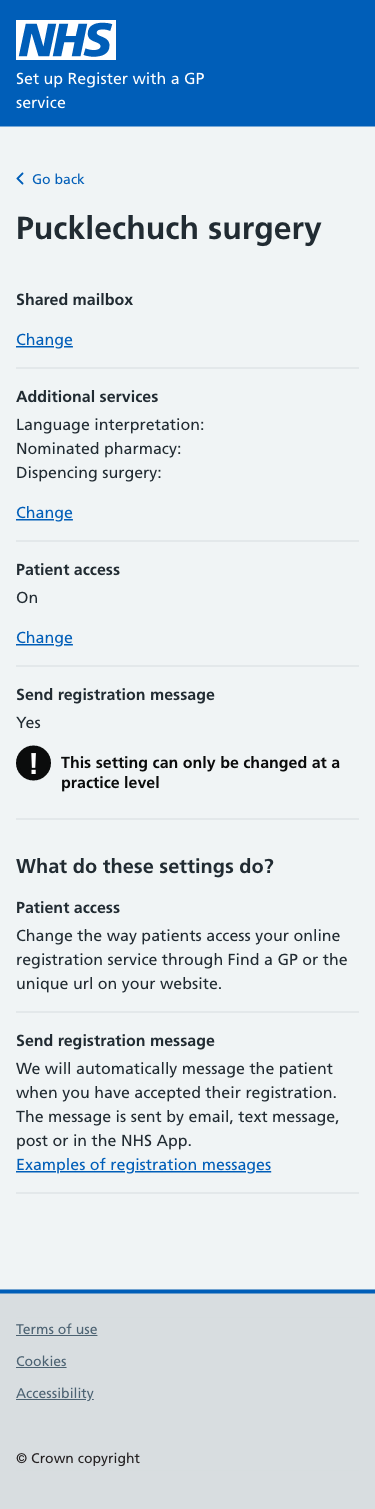 NHS
Set up Register with a GP
service
Go back
Pucklechuch surgery
Shared mailbox
Change
Additional services
Language interpretation:
Nominated pharmacy:
Dispencing surgery:
Change
Patient access
On
Change
Send registration message
Yes
!
This setting can only be changed at a
practice level
What do these settings do?
Patient access
Change the way patients access your online
registration service through Find a GP or the
unique url on your website.
Send registration message
We will automatically message the patient
when you have accepted their registration.
The message is sent by email, text message,
post or in the NHS App.
Examples of registration messages
Terms of use
Cookies
Accessibility
© Crown copyright